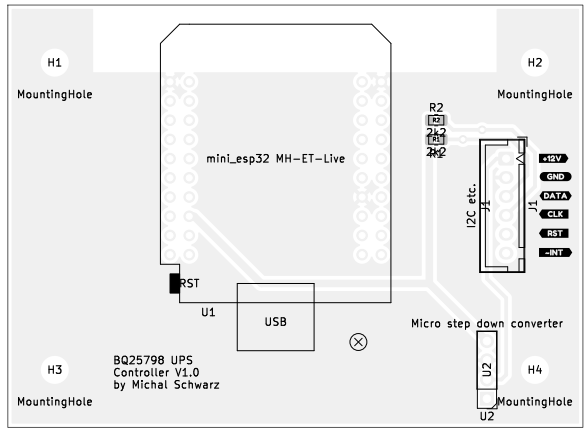 H1
MountingHole
H2
MountingHole
R2
R2
2k2
R1
2k2
R1
mini_esp32 MH-ET-Live
+12V
GND
DATA
CLK
RST
-INT
I2C etc.
J1
J1
RST
U1
USB
Micro step down converter
BQ25798 UPS
Controller V1.0
by Michal Schwarz
H3
MountingHole
U2
U2
H4
MountingHole